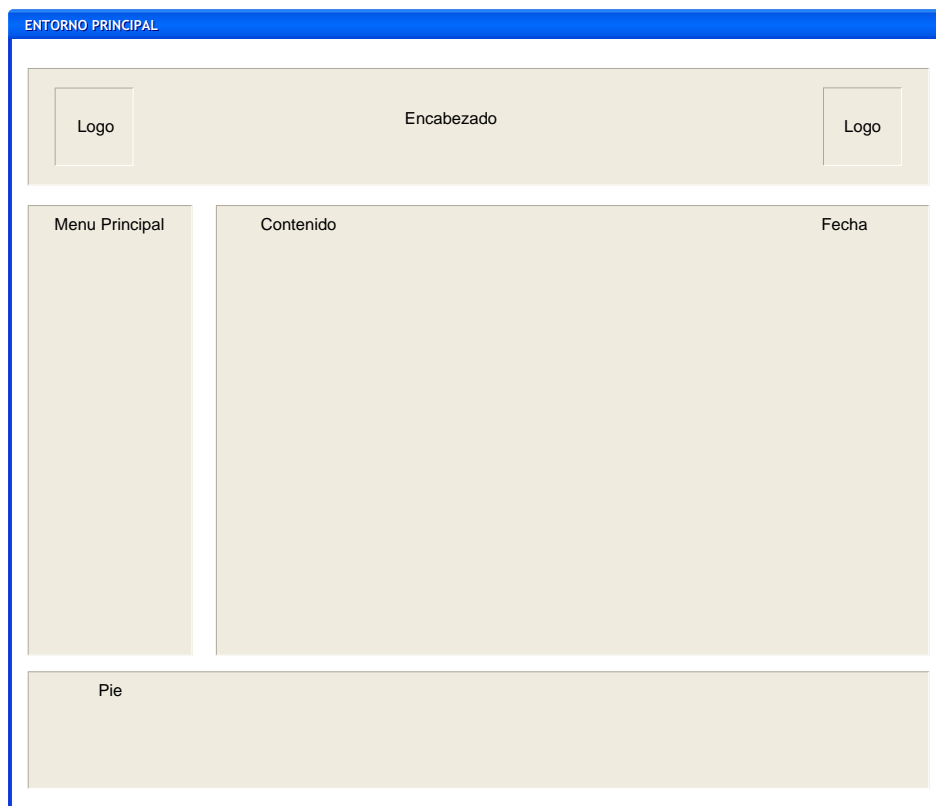 ENTORNO PRINCIPAL
Logo
Encabezado
Logo
Menu Principal
Contenido
Fecha
Pie